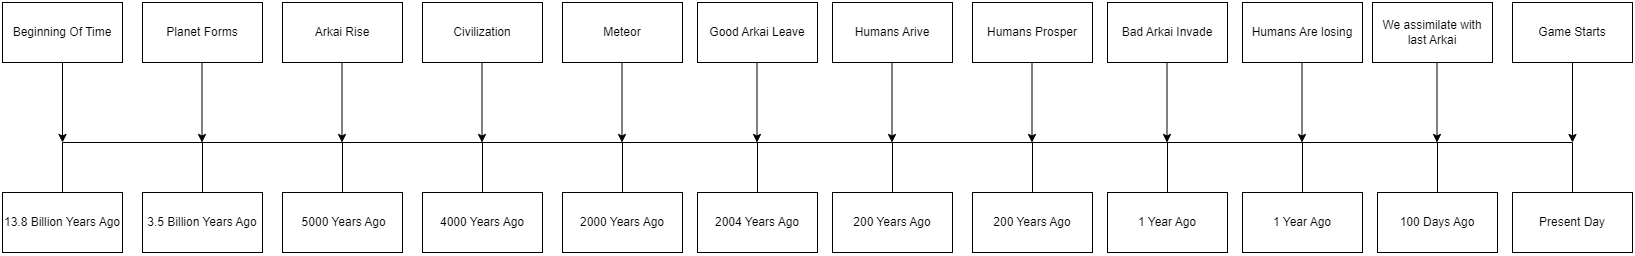 Beginning Of Time
Planet Forms
Arkai Rise
Civilization
Meteor
Good Arkai Leave
Humans Arive
Humans Prosper
Bad Arkai Invade
Humans Are losing
We assimilate with
last Arkai
Game Starts
13.8 Billion Years Ago
3.5 Billion Years Ago
5000 Years Ago
4000 Years Ago
2000 Years Ago
2004 Years Ago
200 Years Ago
200 Years Ago
1 Year Ago
1 Year Ago
100 Days Ago
Present Day